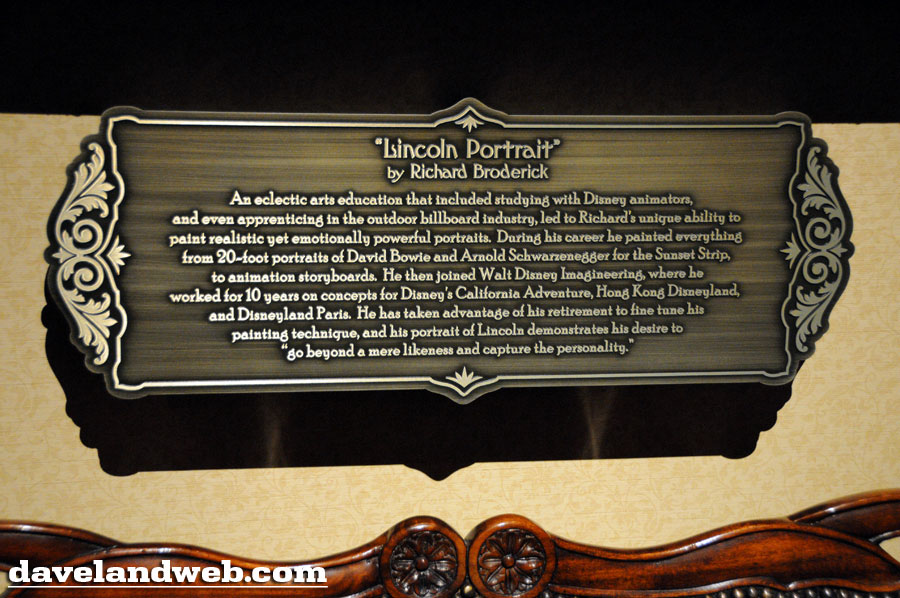 "Lincoln Portrait"
by Richard Broderick
An eclectic arts education that included studying with Disney animators,
and even apprenticing in the outdoor billboard industry, led to Richard's unique ability to
paint realistic yet emotionally powerful portraits. During his career he painted everything
from 20-foot portraits of David Bowie and Arnold Schwarzenegger for the Sunset Strip,
to animation storyboards. He then joined Walt Disney Imagineering, where he
worked for 10 years on concepts for Disney's California Adventure, Hong Kong Disneyland,
and Disneyland Paris. He has taken advantage of his retirement to fine tune his
painting technique, and his portrait of Lincoln demonstrates his desire to
"go beyond a mere likeness and capture the personality."
davelandweb.com